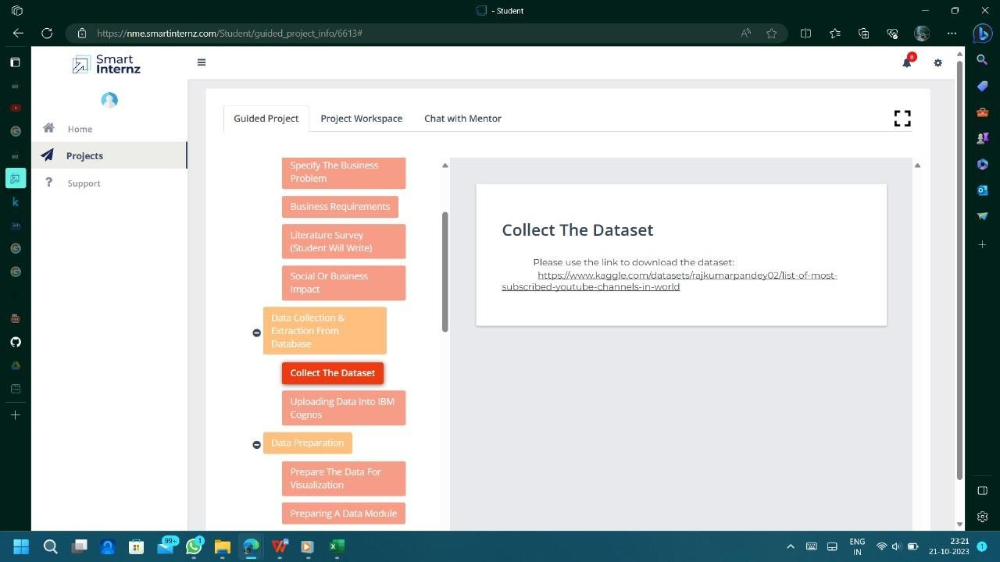 - Student
https://nme.smartinternz.com/Student/guided_project_info/6613#
Smart
Internz
0
Home
Projects
Support
Guided Project
Project Workspace
Chat with Mentor
Specify The Business
Problem
Business Requirements
Literature Survey
(Student Will Write)
Social Or Business
Impact
Data Collection &
Extraction From
Database
Collect The Dataset
Uploading Data Into IBM
Cognos
Data Preparation
Prepare The Data For
Visualization
Preparing A Data Module
Collect The Dataset
Please use the link to download the dataset:
https://www.kaggle.com/datasets/rajkumarpandey02/list-of-most-
subscribed-youtube-channels-in-world
99+
1
ENG
IN
23:21
21-10-2023
1